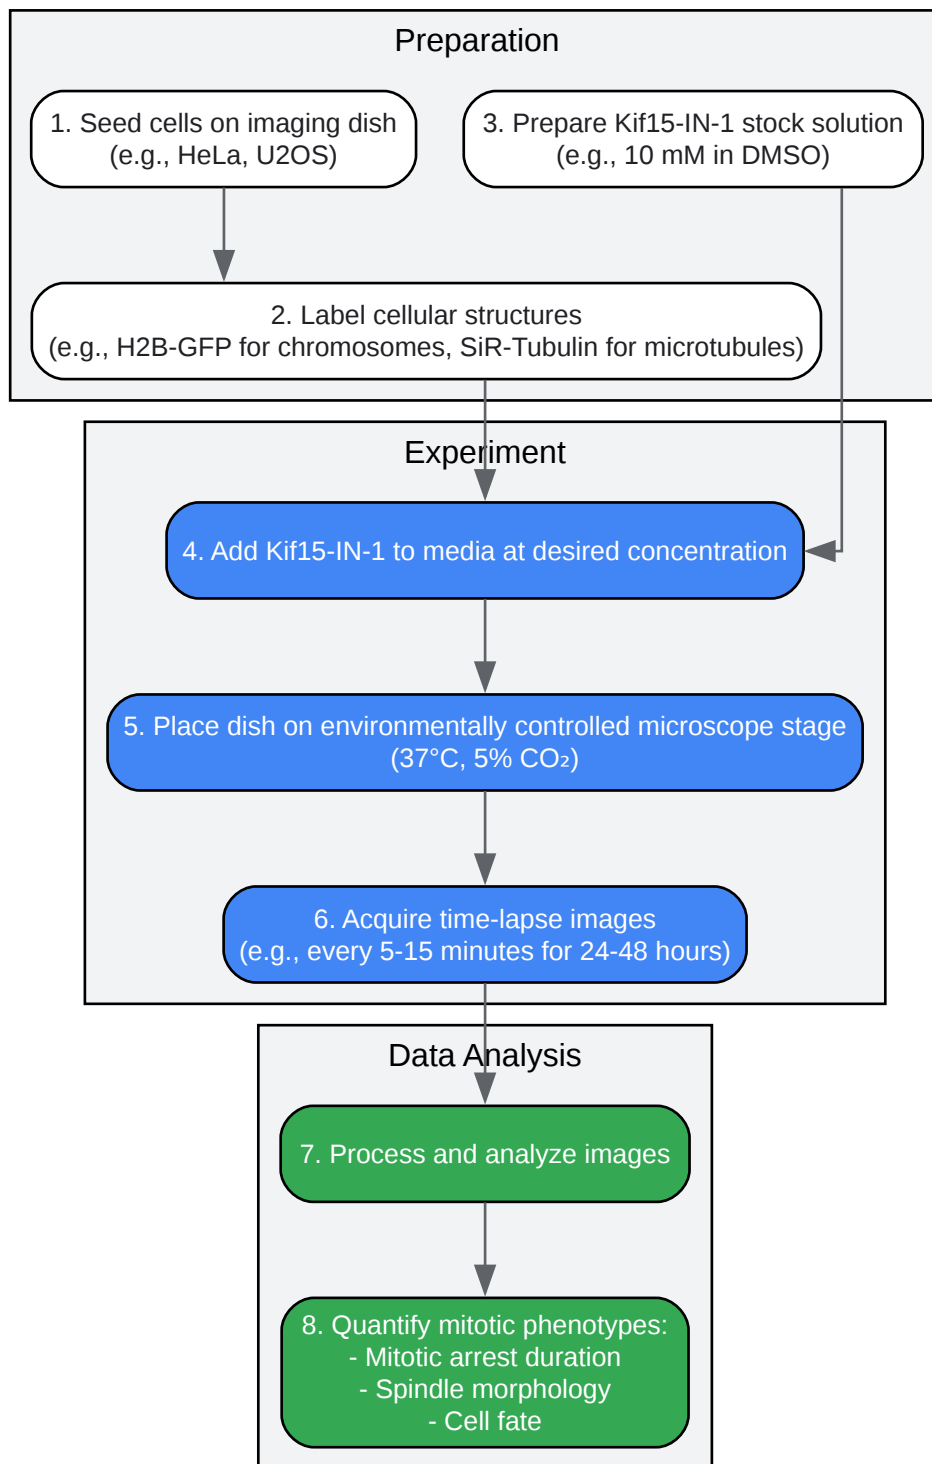 Preparation
1. Seed cells on imaging dish
(e.g., HeLa, U2OS)
3. Prepare Kif15-IN-1 stock solution
(e.g., 10 mM in DMSO)
2. Label cellular structures
(e.g., H2B-GFP for chromosomes, SiR-Tubulin for microtubules)
Experiment
4. Add Kif15-IN-1 to media at desired concentration
5. Place dish on environmentally controlled microscope stage
(37°C, 5% CO₂)
6. Acquire time-lapse images
(e.g., every 5-15 minutes for 24-48 hours)
Data Analysis
7. Process and analyze images
8. Quantify mitotic phenotypes:
- Mitotic arrest duration
- Spindle morphology
- Cell fate